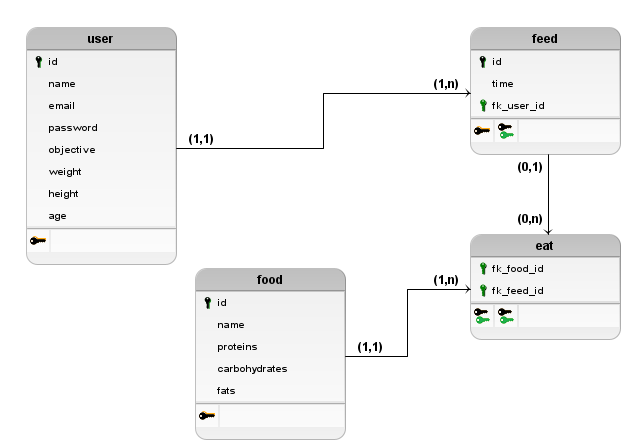 user
id
name
email
password
objective
weight
height
age
(1,1)
(1,n)
feed
id
time
fk_user_id
(0,1)
(0,n)
eat
fk_food_id
fk_feed_id
food
id
name
proteins
carbohydrates
fats
(1,1)
(1,n)